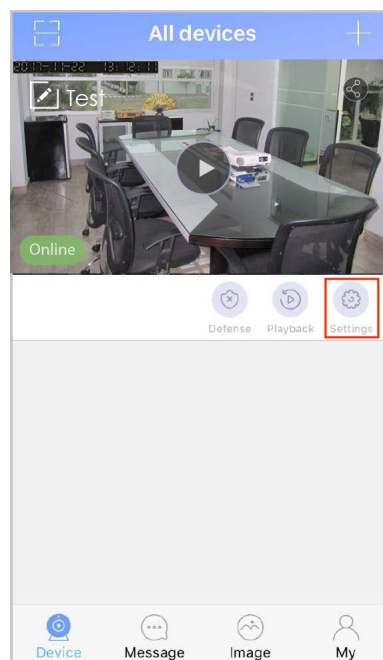 All devices
2017-11-22 13:12:11
Test
Online
Defense Playback Settings
Device Message Image My